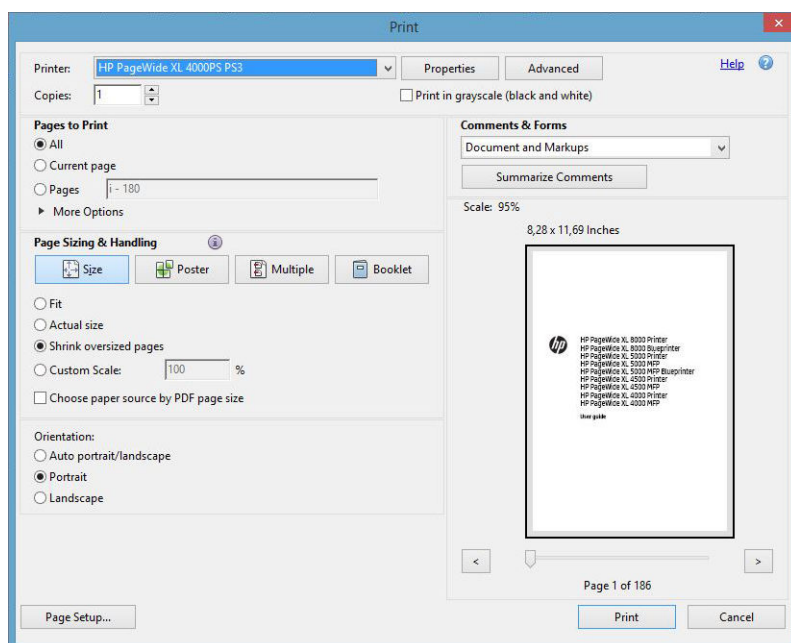 Print
Printer: HP PageWide XL 4000PS PS3 Properties Advanced Help
Copies: 1 Print in grayscale (black and white)
Pages to Print
All
Current page
Pages i - 180
More Options
Comments & Forms
Document and Markups
Summarize Comments
Page Sizing & Handling
Size Poster Multiple Booklet
Fit
Actual size
Shrink oversized pages
Custom Scale: 100 %
Choose paper source by PDF page size
Orientation:
Auto portrait/landscape
Portrait
Landscape
Scale: 95%
8,28 x 11,69 Inches
hp
HP PageWide XL 8000 Printer
HP PageWide XL 8000 Blueprinter
HP PageWide XL 5000 Printer
HP PageWide XL 5000 MFP
HP PageWide XL 5000 MFP Blueprinter
HP PageWide XL 4500 Printer
HP PageWide XL 4500 MFP
HP PageWide XL 4000 Printer
HP PageWide XL 4000 MFP
User guide
< >
Page 1 of 186
Page Setup... Print Cancel